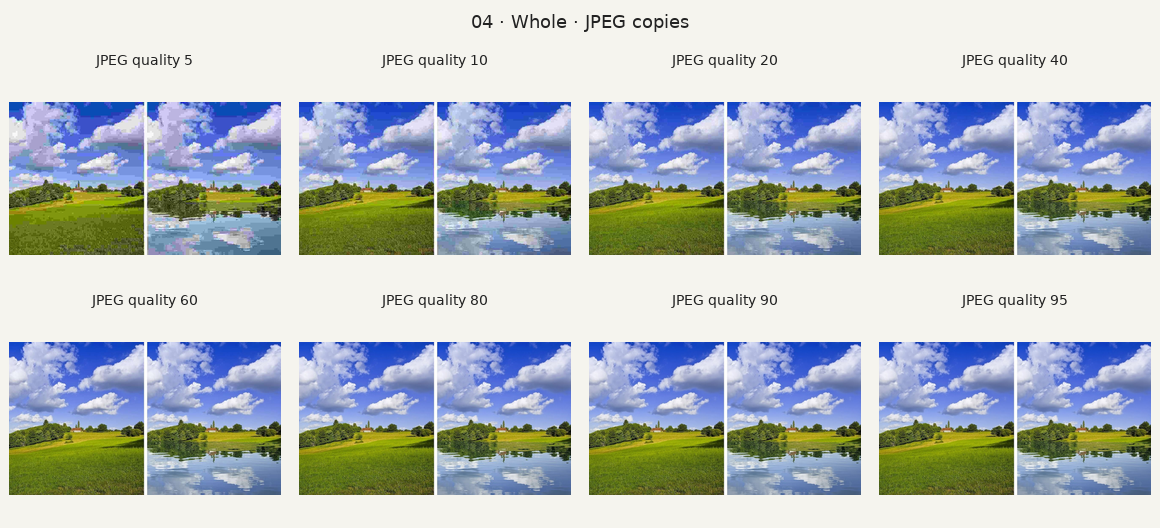 04 · Whole · JPEG copies
JPEG quality 5
JPEG quality 10
JPEG quality 20
JPEG quality 40
JPEG quality 60
JPEG quality 80
JPEG quality 90
JPEG quality 95